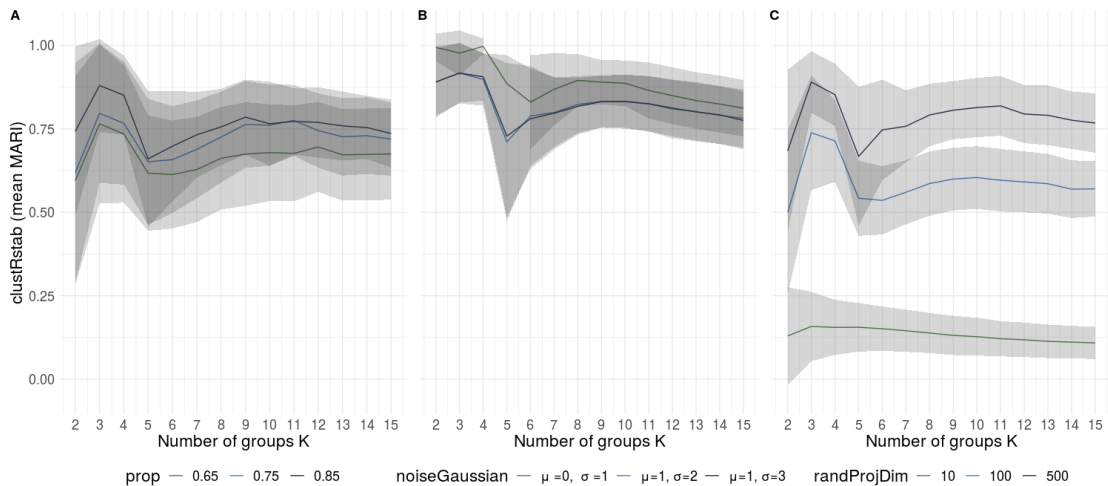 A
B
C
clustRstab (mean MARI)
1.00
0.75
0.50
0.25
0.00
2 3 4 5 6 7 8 9 10 11 12 13 14 15
2 3 4 5 6 7 8 9 10 11 12 13 14 15
2 3 4 5 6 7 8 9 10 11 12 13 14 15
Number of groups K
Number of groups K
Number of groups K
prop 0.65 0.75 0.85
noiseGaussian μ =0, σ =1 μ=1, σ=2 μ=1, σ=3
randProjDim 10 100 500